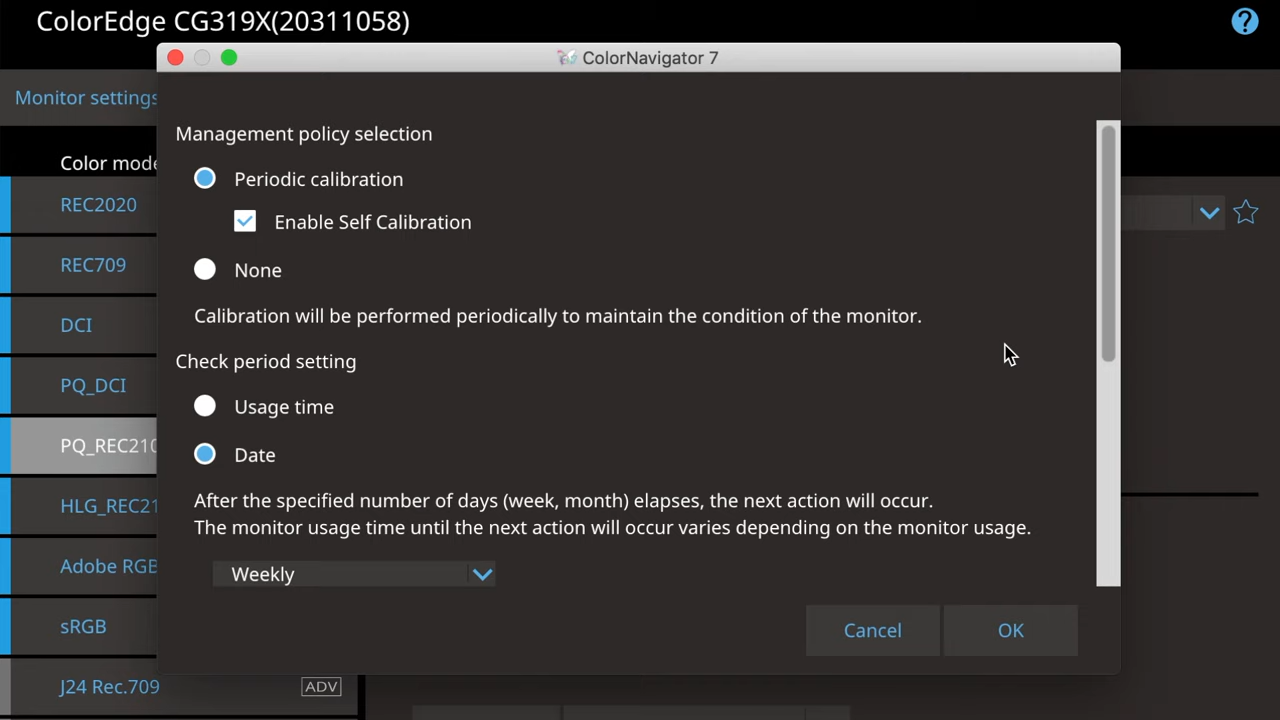 ColorEdge CG319X(20311058)
?
ColorNavigator 7
Monitor settings
Management policy selection
Color mode
Periodic calibration
REC2020
Enable Self Calibration
REC709
None
DCI
Calibration will be performed periodically to maintain the condition of the monitor.
Check period setting
PQ_DCI
Usage time
PQ_REC210
Date
HLG_REC21
After the specified number of days (week, month) elapses, the next action will occur.
The monitor usage time until the next action will occur varies depending on the monitor usage.
Adobe RGB
Weekly
sRGB
Cancel
OK
J24 Rec.709
ADV